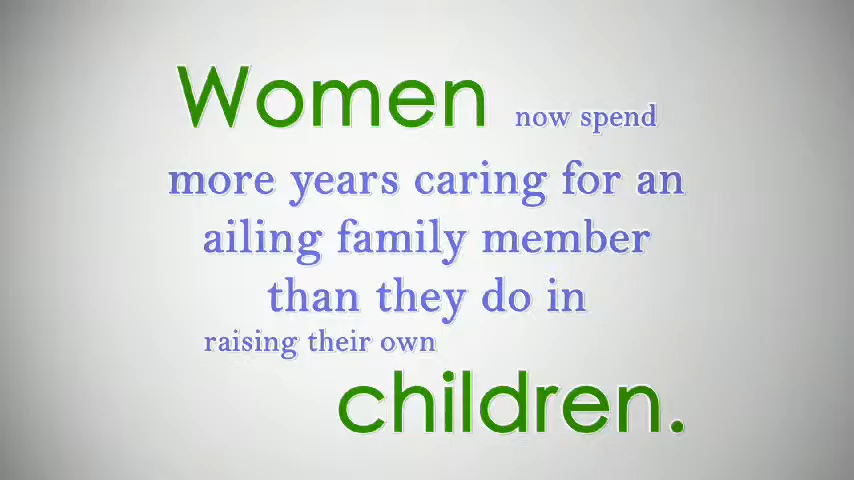 Women now spend
more years caring for an
ailing family member
than they do in
raising their own
children.